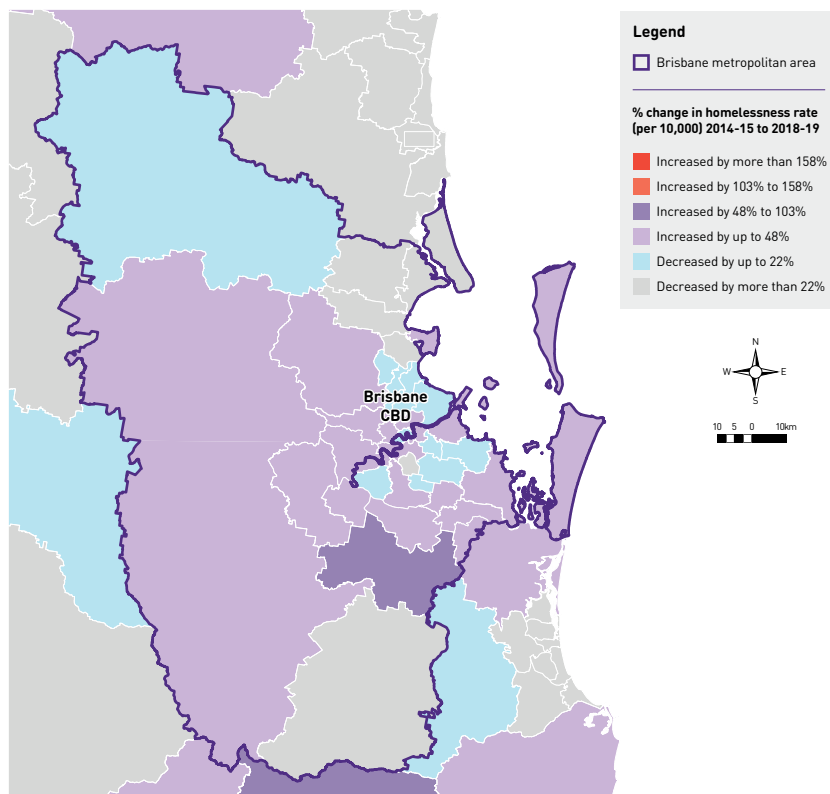 Legend
Brisbane metropolitan area
% change in homelessness rate
(per 10,000) 2014-15 to 2018-19
Increased by more than 158%
Increased by 103% to 158%
Increased by 48% to 103%
Increased by up to 48%
Decreased by up to 22%
Decreased by more than 22%
N
W
E
S
10 5 0 10km
Brisbane
CBD